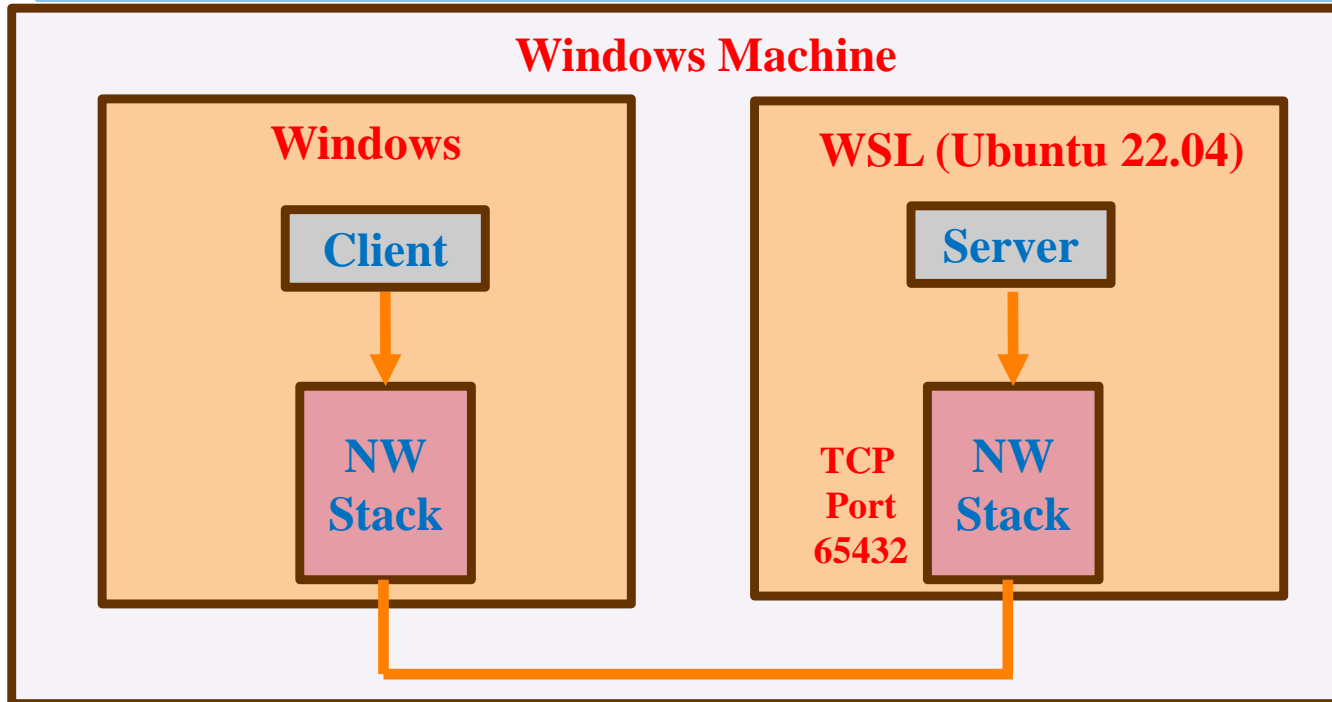 Windows Machine
Windows
Client
NW
Stack
WSL (Ubuntu 22.04)
Server
TCP
Port
65432
NW
Stack